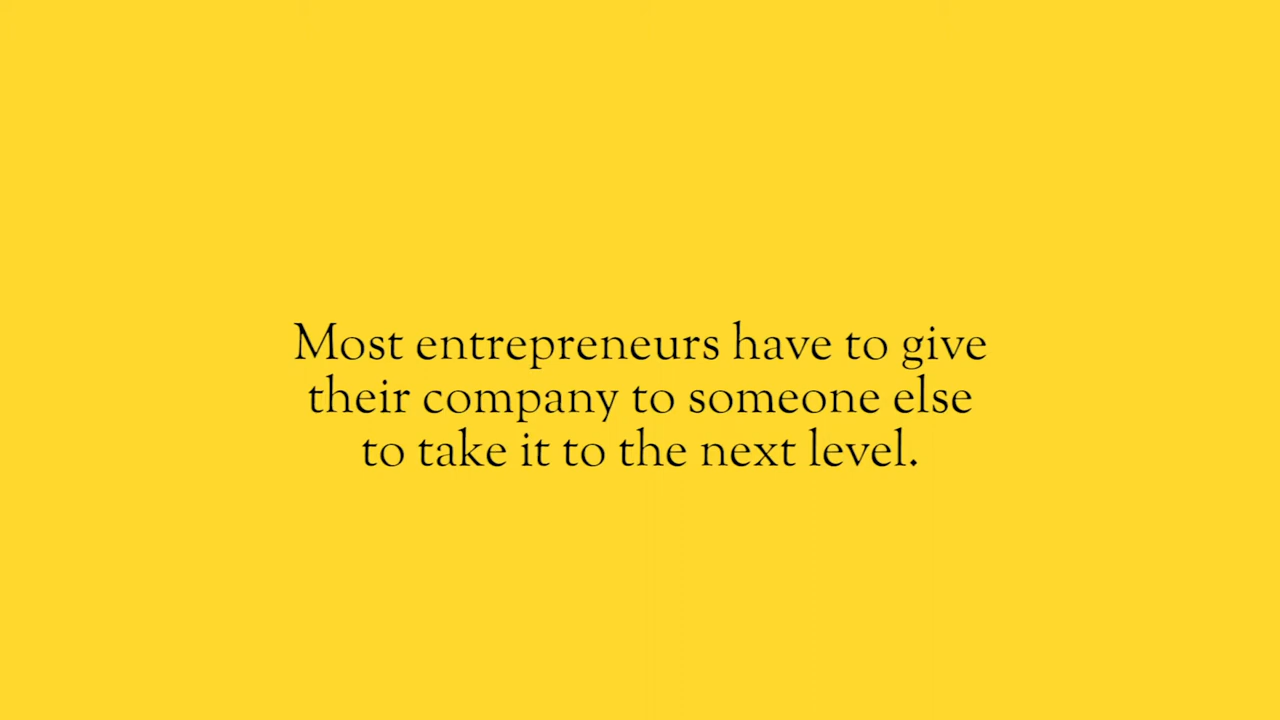 Most entrepreneurs have to give
their company to someone else
to take it to the next level.